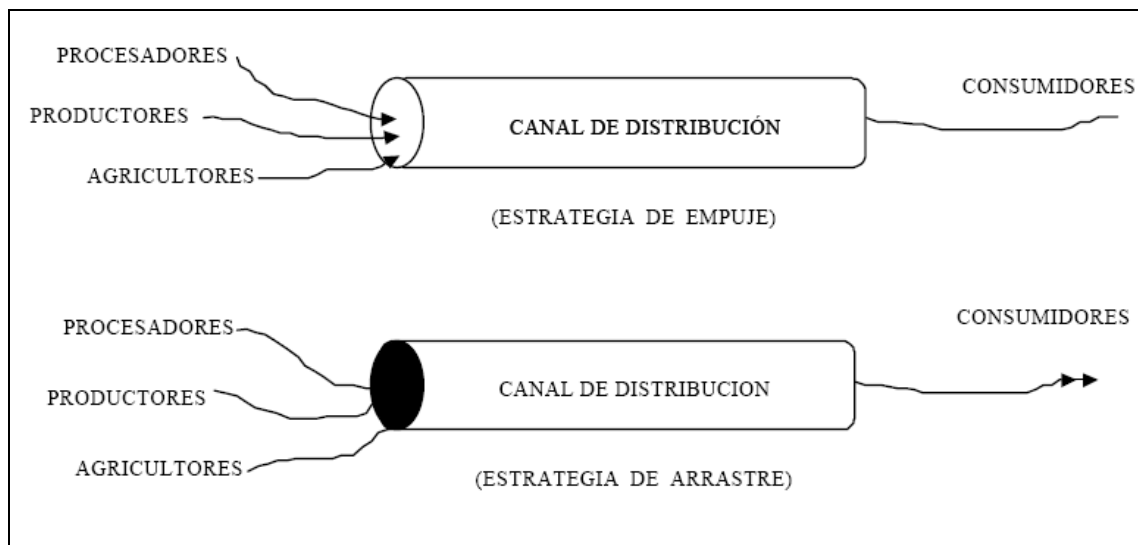 PROCESADORES
PRODUCTORES
AGRICULTORES
CANAL DE DISTRIBUCIÓN
CONSUMIDORES
(ESTRATEGIA DE EMPUJE)
PROCESADORES
PRODUCTORES
AGRICULTORES
CANAL DE DISTRIBUCION
CONSUMIDORES
(ESTRATEGIA DE ARRASTRE)